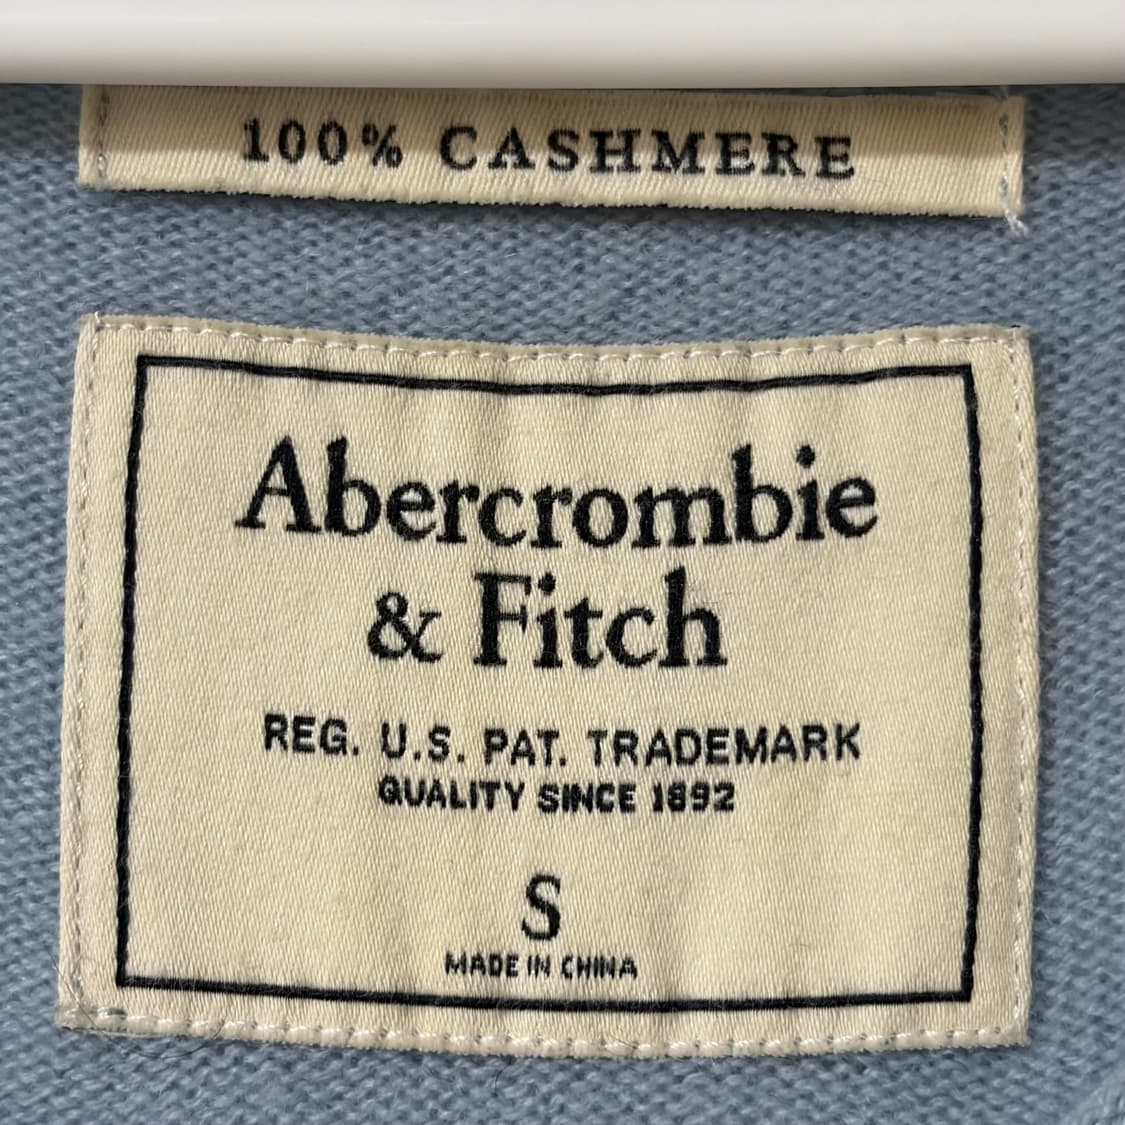 100% CASHMERE
Abercrombie
& Fitch
REG. U.S. PAT. TRADEMARK
QUALITY SINCE 1892
S
MADE IN CHINA